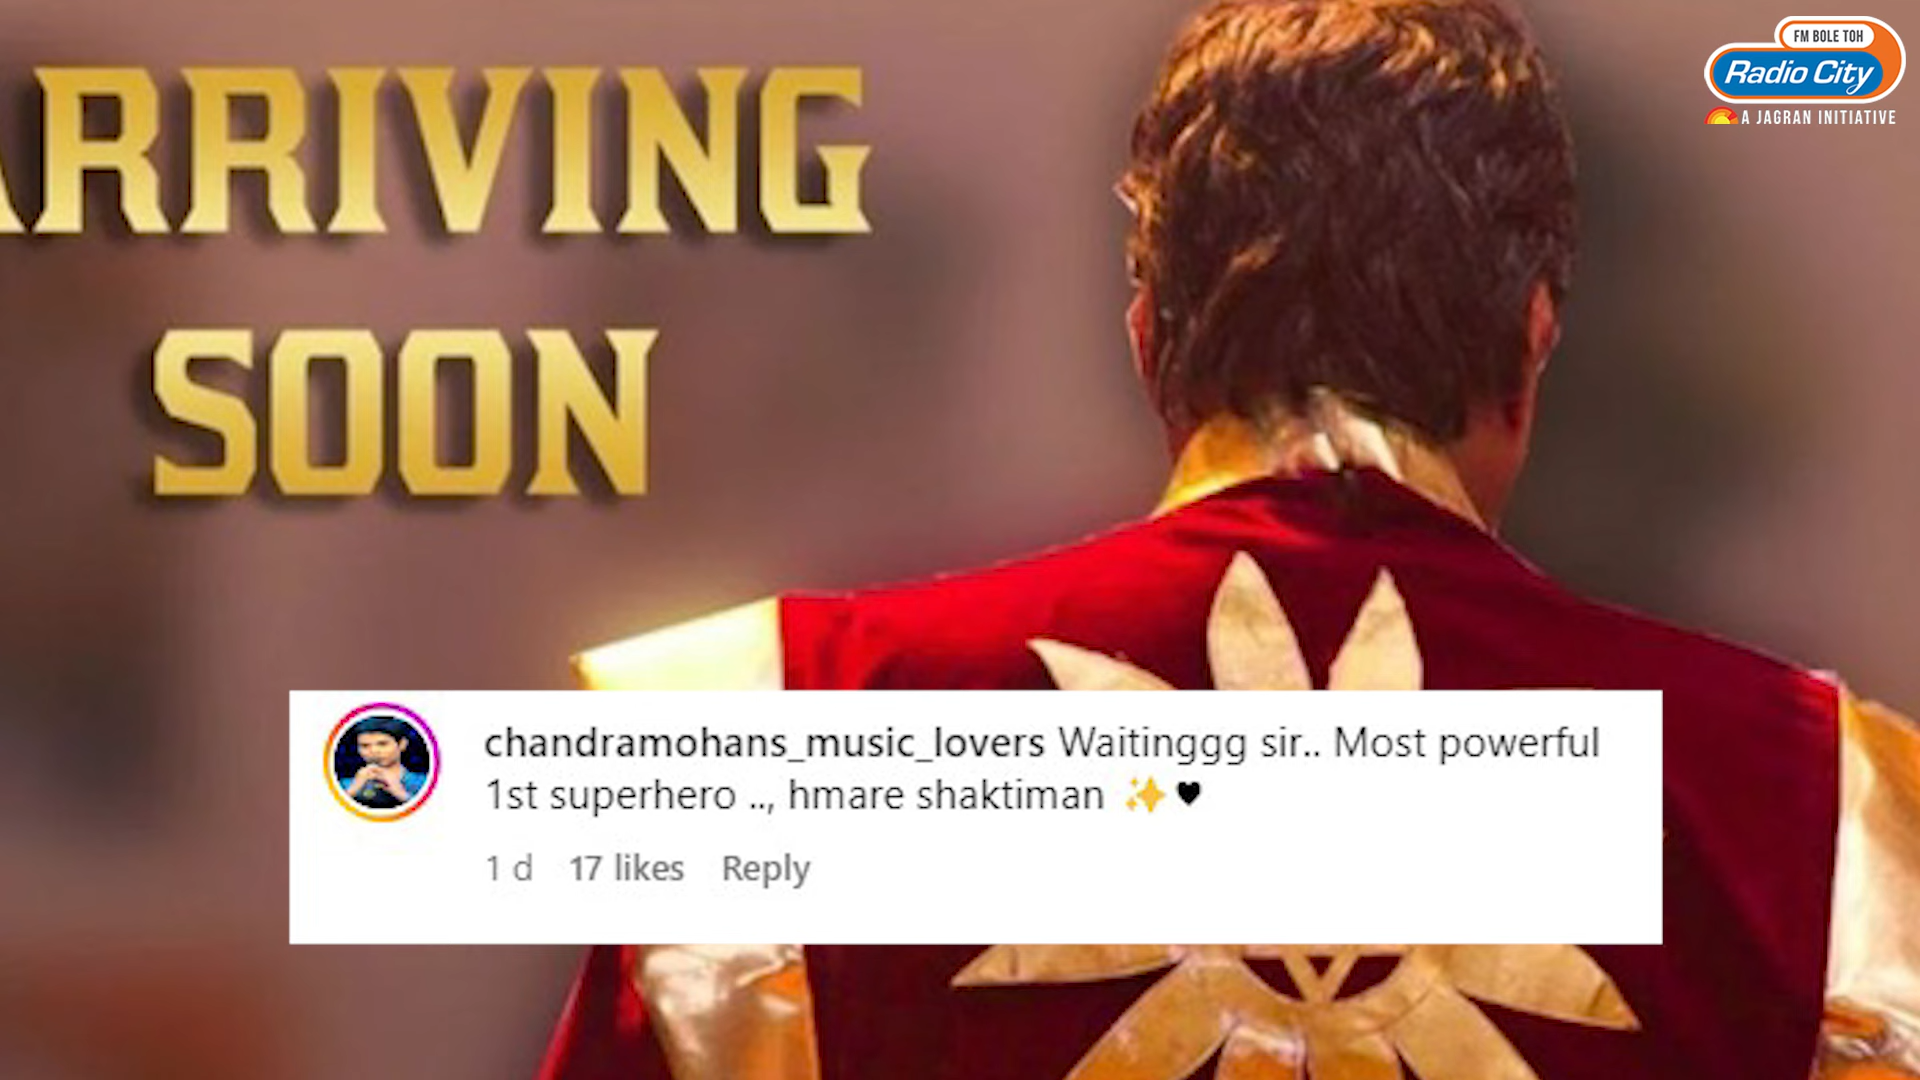 FM BOLE TOH
Radio City
A JAGRAN INITIATIVE
ARRIVING
SOON
chandramohans_music_lovers Waitinggg sir.. Most powerful
1st superhero .., hmare shaktiman ✨🖤
1 d 17 likes Reply